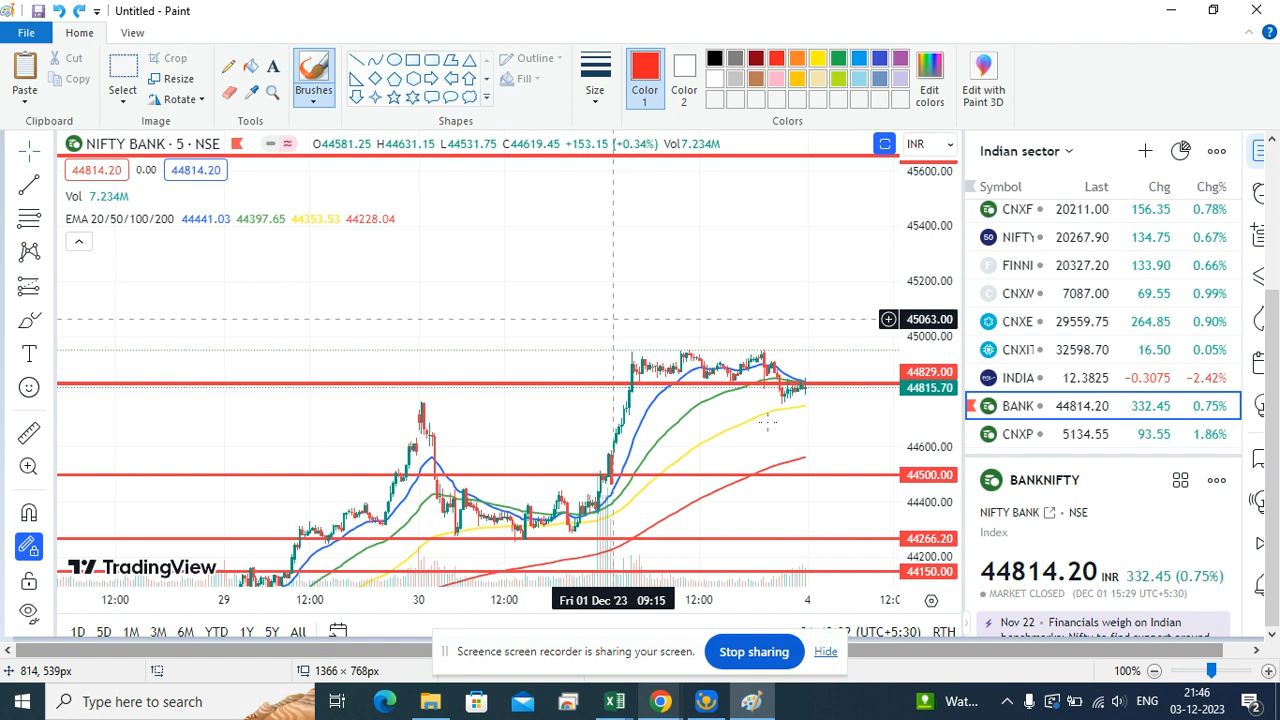 Untitled - Paint
File Home View
Paste
Cut
Copy
Clipboard
Select
Crop
Resize
Rotate
Image
Tools
Brushes
Shapes
Outline
Fill
Size
Color 1
Color 2
Colors
Edit colors
Edit with Paint 3D
NIFTY BANK · 5 · NSE
O44581.25 H44631.15 L44531.75 C44619.45 +153.15 (+0.34%) Vol7.234M
INR
44814.20 0.00 44814.20
Vol 7.234M
EMA 20/50/100/200 44441.03 44397.65 44353.53 44228.04
45600.00
45400.00
45200.00
45063.00
45000.00
44829.00
44815.70
44600.00
44500.00
44400.00
44266.20
44200.00
44150.00
TradingView
12:00 29 12:00 30 12:00 Fri 01 Dec '23 09:15 12:00 4
1D 5D 1M 3M 6M YTD 1Y 5Y All
(UTC+5:30) RTH
Indian sector
Symbol Last Chg Chg%
CNXF 20211.00 156.35 0.78%
NIFTY 20267.90 134.75 0.67%
FINNI 20327.20 133.90 0.66%
CNXM 7087.00 69.55 0.99%
CNXE 29559.75 264.85 0.90%
CNXIT 32598.70 16.50 0.05%
INDIA 12.3825 −0.3075 −2.42%
BANK 44814.20 332.45 0.75%
CNXP 5134.55 93.55 1.86%
BANKNIFTY
NIFTY BANK NSE
Index
44814.20 INR 332.45 (0.75%)
MARKET CLOSED (DEC 01 15:29 UTC+5:30)
Nov 22 · Financials weigh on Indian
benchmarks; Nifty to find support around
Screence screen recorder is sharing your screen. Stop sharing Hide
814, 539px 1366 × 768px 100%
Type here to search
Wat...
ENG
21:46
03-12-2023
2